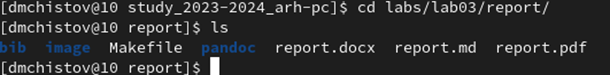 [dmchistov@10 study_2023-2024_arh-pc]$ cd labs/lab03/report/
[dmchistov@10 report]$ ls
bib image Makefile pandoc report.docx report.md report.pdf
[dmchistov@10 report]$